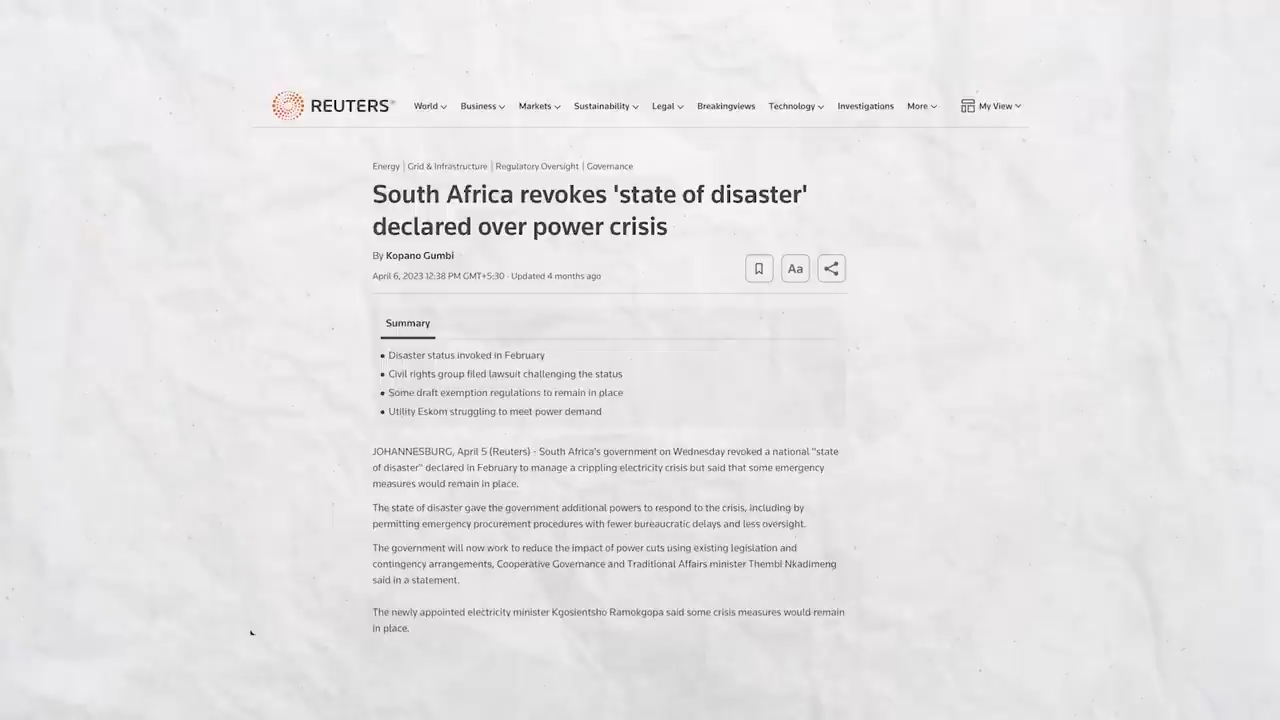 REUTERS®
World Business Markets Sustainability Legal Breakingviews Technology Investigations More My View
Energy | Grid & Infrastructure | Regulatory Oversight | Governance
South Africa revokes 'state of disaster'
declared over power crisis
By Kopano Gumbi
April 6, 2023 12:38 PM GMT+5:30 · Updated 4 months ago
Aa
Summary
• Disaster status invoked in February
• Civil rights group filed lawsuit challenging the status
• Some draft exemption regulations to remain in place
• Utility Eskom struggling to meet power demand
JOHANNESBURG, April 5 (Reuters) - South Africa's government on Wednesday revoked a national "state
of disaster" declared in February to manage a crippling electricity crisis but said that some emergency
measures would remain in place.
The state of disaster gave the government additional powers to respond to the crisis, including by
permitting emergency procurement procedures with fewer bureaucratic delays and less oversight.
The government will now work to reduce the impact of power cuts using existing legislation and
contingency arrangements, Cooperative Governance and Traditional Affairs minister Thembi Nkadimeng
said in a statement.
The newly appointed electricity minister Kgosientsho Ramokgopa said some crisis measures would remain
in place.